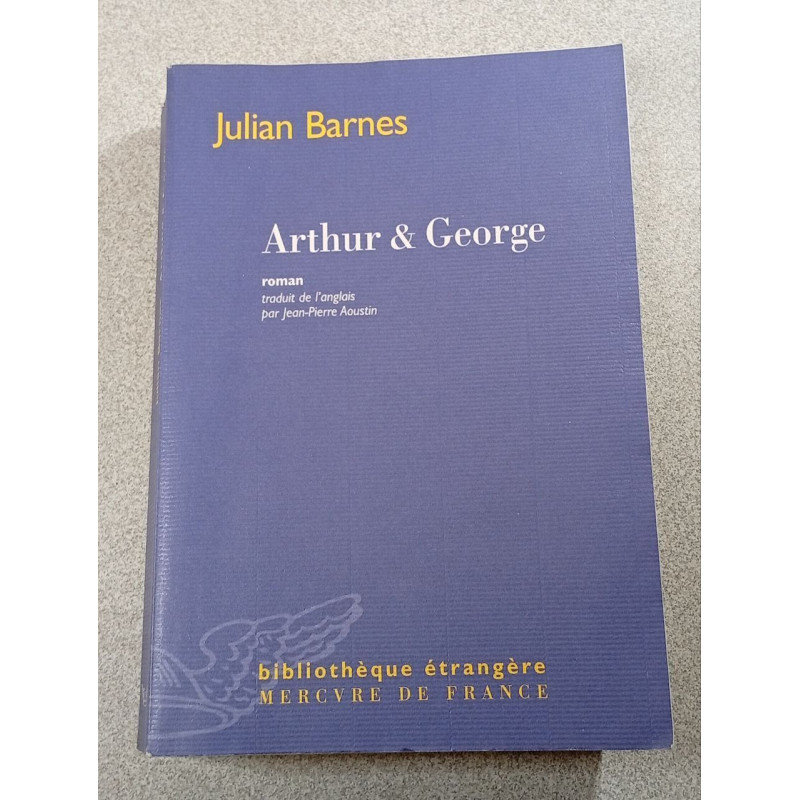 Julian Barnes
Arthur & George
roman
traduit de l'anglais
par Jean-Pierre Aoustin
bibliothèque étrangère
MERCVRE DE FRANCE